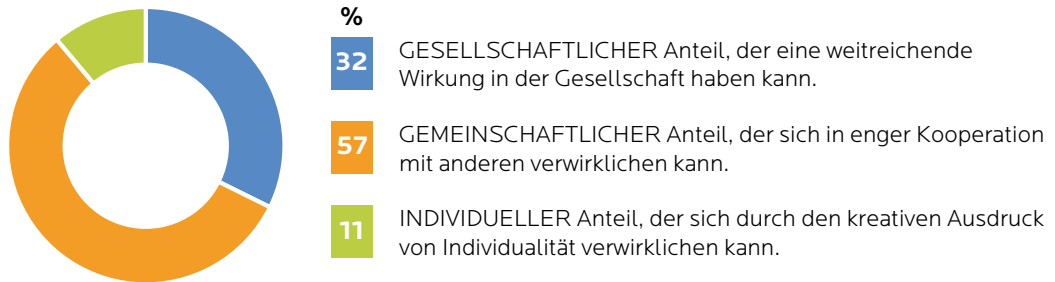 %
32 GESELLSCHAFTLICHER Anteil, der eine weitreichende
Wirkung in der Gesellschaft haben kann.
57 GEMEINSCHAFTLICHER Anteil, der sich in enger Kooperation
mit anderen verwirklichen kann.
11 INDIVIDUELLER Anteil, der sich durch den kreativen Ausdruck
von Individualität verwirklichen kann.